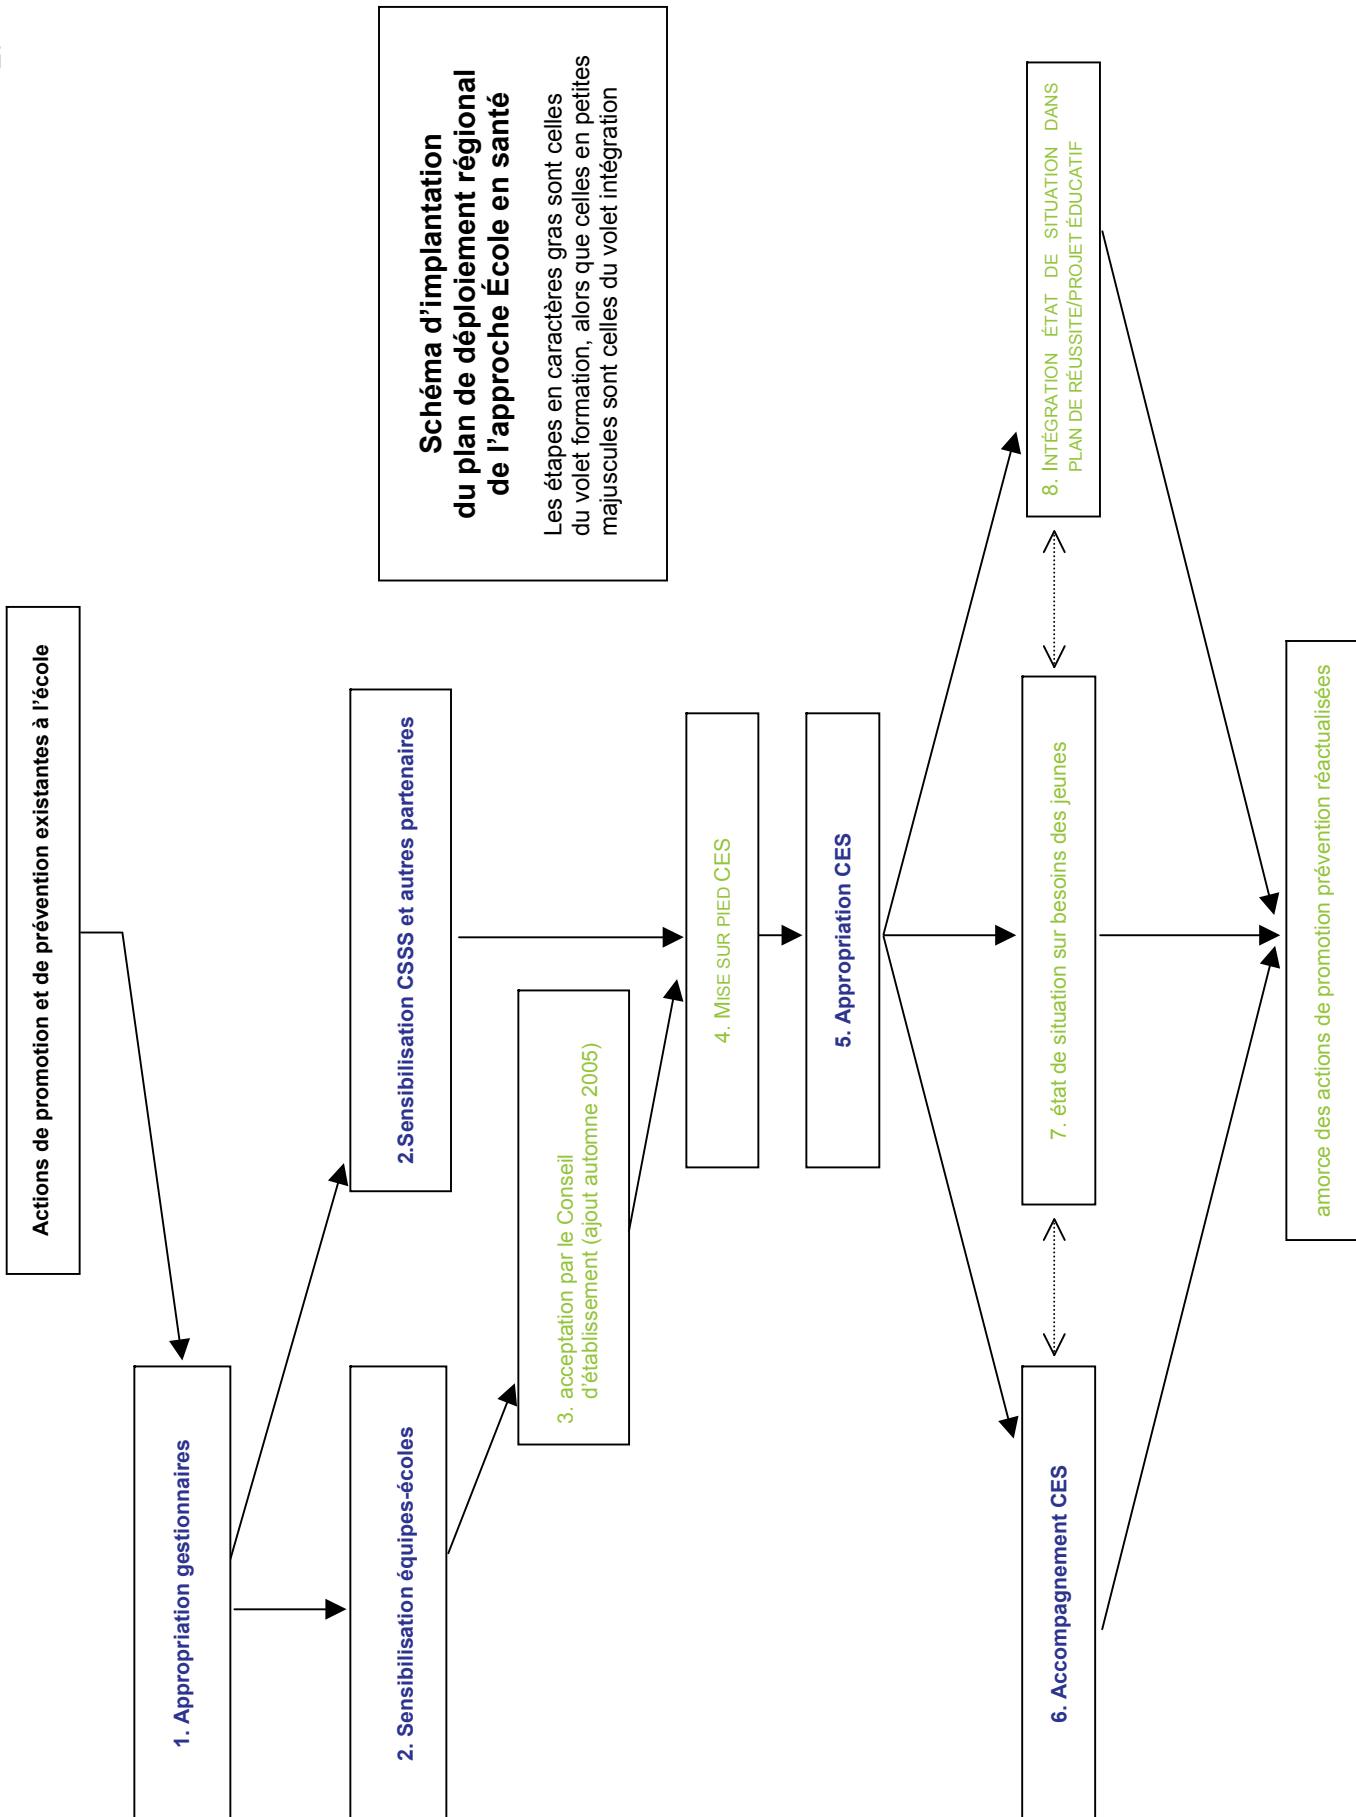 Actions de promotion et de prévention existantes à l'école
Schéma d'implantation
du plan de déploiement régional
de l'approche École en santé
Les étapes en caractères gras sont celles
du volet formation, alors que celles en petites
majuscules sont celles du volet intégration
1. Appropriation gestionnaires
2. Sensibilisation équipes-écoles
2.Sensibilisation CSSS et autres partenaires
3. acceptation par le Conseil
d'établissement (ajout automne 2005)
4. MISE SUR PIED CES
5. Appropriation CES
6. Accompagnement CES
7. état de situation sur besoins des jeunes
8. INTÉGRATION ÉTAT DE SITUATION DANS
PLAN DE RÉUSSITE/PROJET ÉDUCATIF
amorce des actions de promotion prévention réactualisées